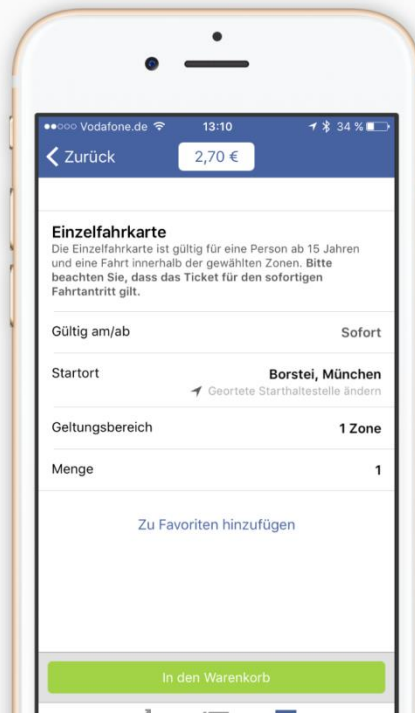 Vodafone.de 13:10 34 %
Zurück 2,70 €
Einzelfahrkarte
Die Einzelfahrkarte ist gültig für eine Person ab 15 Jahren
und eine Fahrt innerhalb der gewählten Zonen. Bitte
beachten Sie, dass das Ticket für den sofortigen
Fahrtantritt gilt.
Gültig am/ab Sofort
Startort Borstei, München
Geortete Starthaltestelle ändern
Geltungsbereich 1 Zone
Menge 1
Zu Favoriten hinzufügen
In den Warenkorb